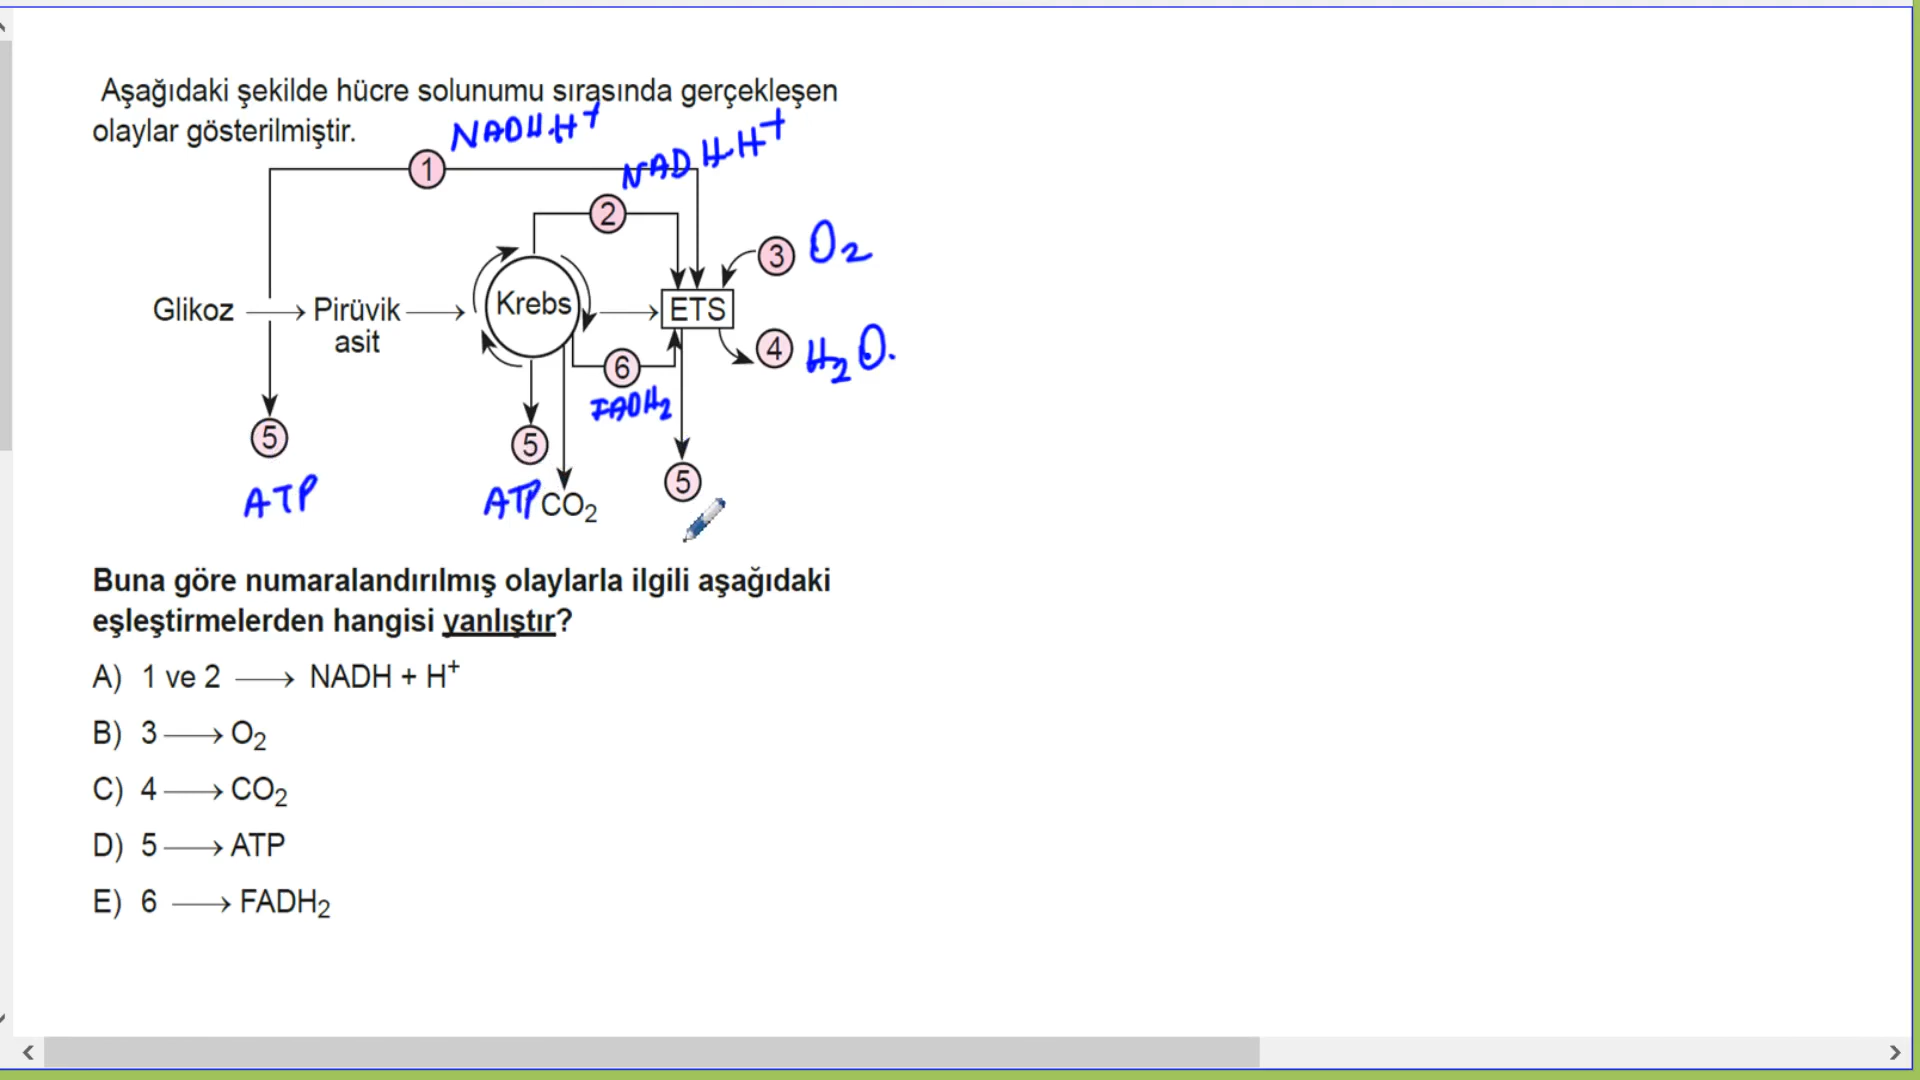 Aşağıdaki şekilde hücre solunumu sırasında gerçekleşen
olaylar gösterilmiştir.
NADH.H+
NADH.H+
1
2
3 O2
Glikoz → Pirüvik asit → Krebs → ETS
4 H2O.
6
FADH2
5
5
5
ATP
ATP
CO2
Buna göre numaralandırılmış olaylarla ilgili aşağıdaki
eşleştirmelerden hangisi yanlıştır?
A) 1 ve 2 ⟶ NADH + H⁺
B) 3 ⟶ O₂
C) 4 ⟶ CO₂
D) 5 ⟶ ATP
E) 6 ⟶ FADH₂